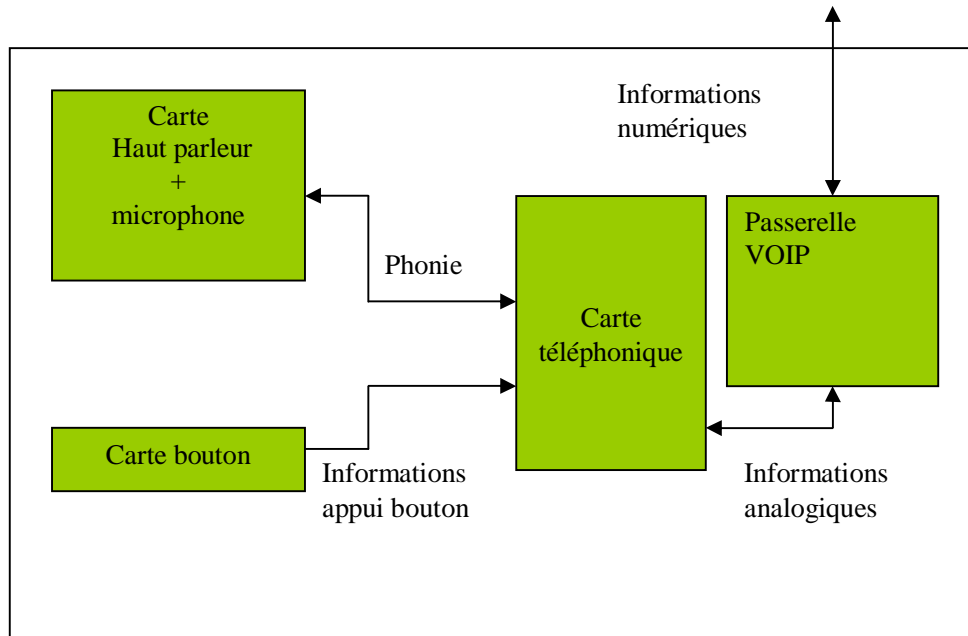 Carte
Haut parleur
+
microphone
Informations
numériques
Passerelle
VOIP
Phonie
Carte
téléphonique
Carte bouton
Informations
appui bouton
Informations
analogiques